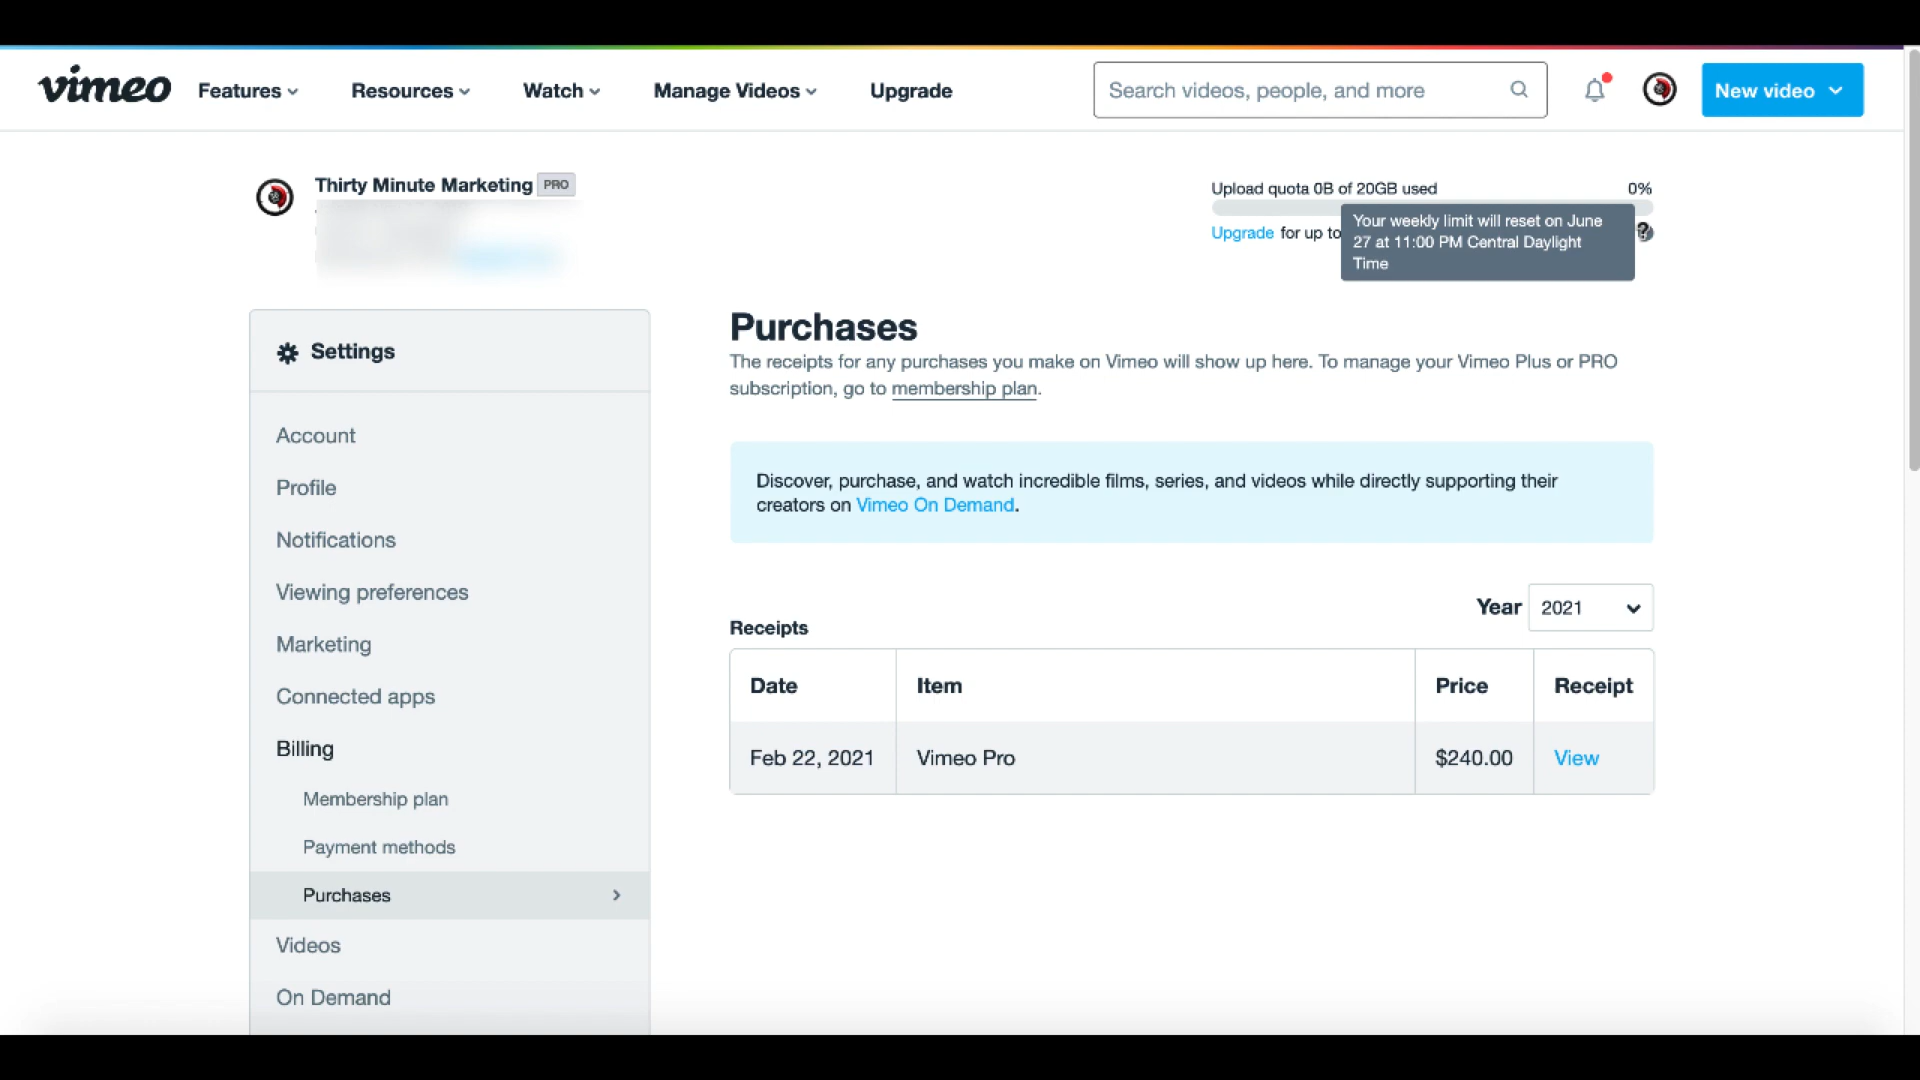 vimeo Features Resources Watch Manage Videos Upgrade Search videos, people, and more New video
Thirty Minute Marketing PRO
Upload quota 0B of 20GB used 0%
Upgrade for up to
Your weekly limit will reset on June
27 at 11:00 PM Central Daylight
Time
?
Settings
Account
Profile
Notifications
Viewing preferences
Marketing
Connected apps
Billing
Membership plan
Payment methods
Purchases
Videos
On Demand
Purchases
The receipts for any purchases you make on Vimeo will show up here. To manage your Vimeo Plus or PRO
subscription, go to membership plan.
Discover, purchase, and watch incredible films, series, and videos while directly supporting their
creators on Vimeo On Demand.
Year 2021
Receipts
Date Item Price Receipt
Feb 22, 2021 Vimeo Pro $240.00 View